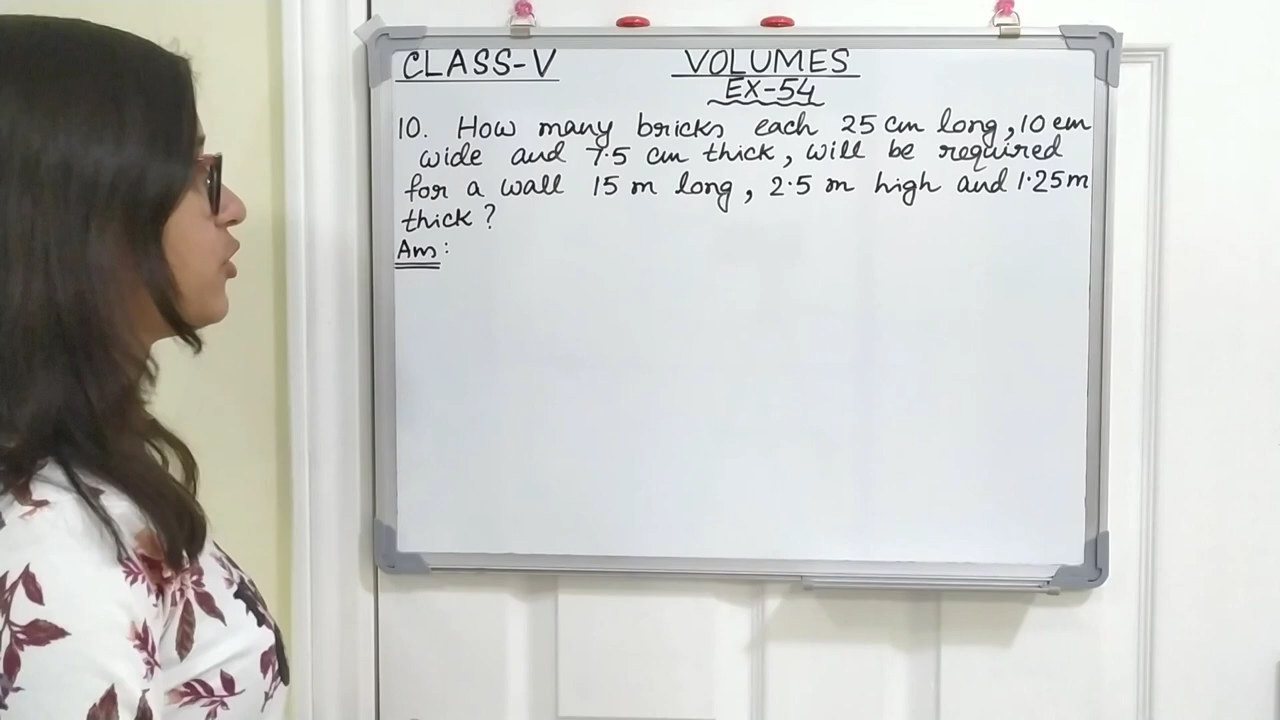 CLASS-V
VOLUMES
EX-54
10. How many bricks each 25 cm long, 10 cm
wide and 7.5 cm thick, will be required
for a wall 15 m long, 2.5 m high and 1.25m
thick?
Ans: